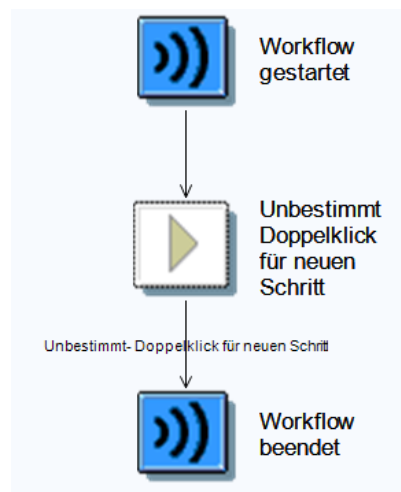 Workflow
gestartet
Unbestimmt
Doppelklick
für neuen
Schritt
Unbestimmt- Doppelklick für neuen Schritt
Workflow
beendet